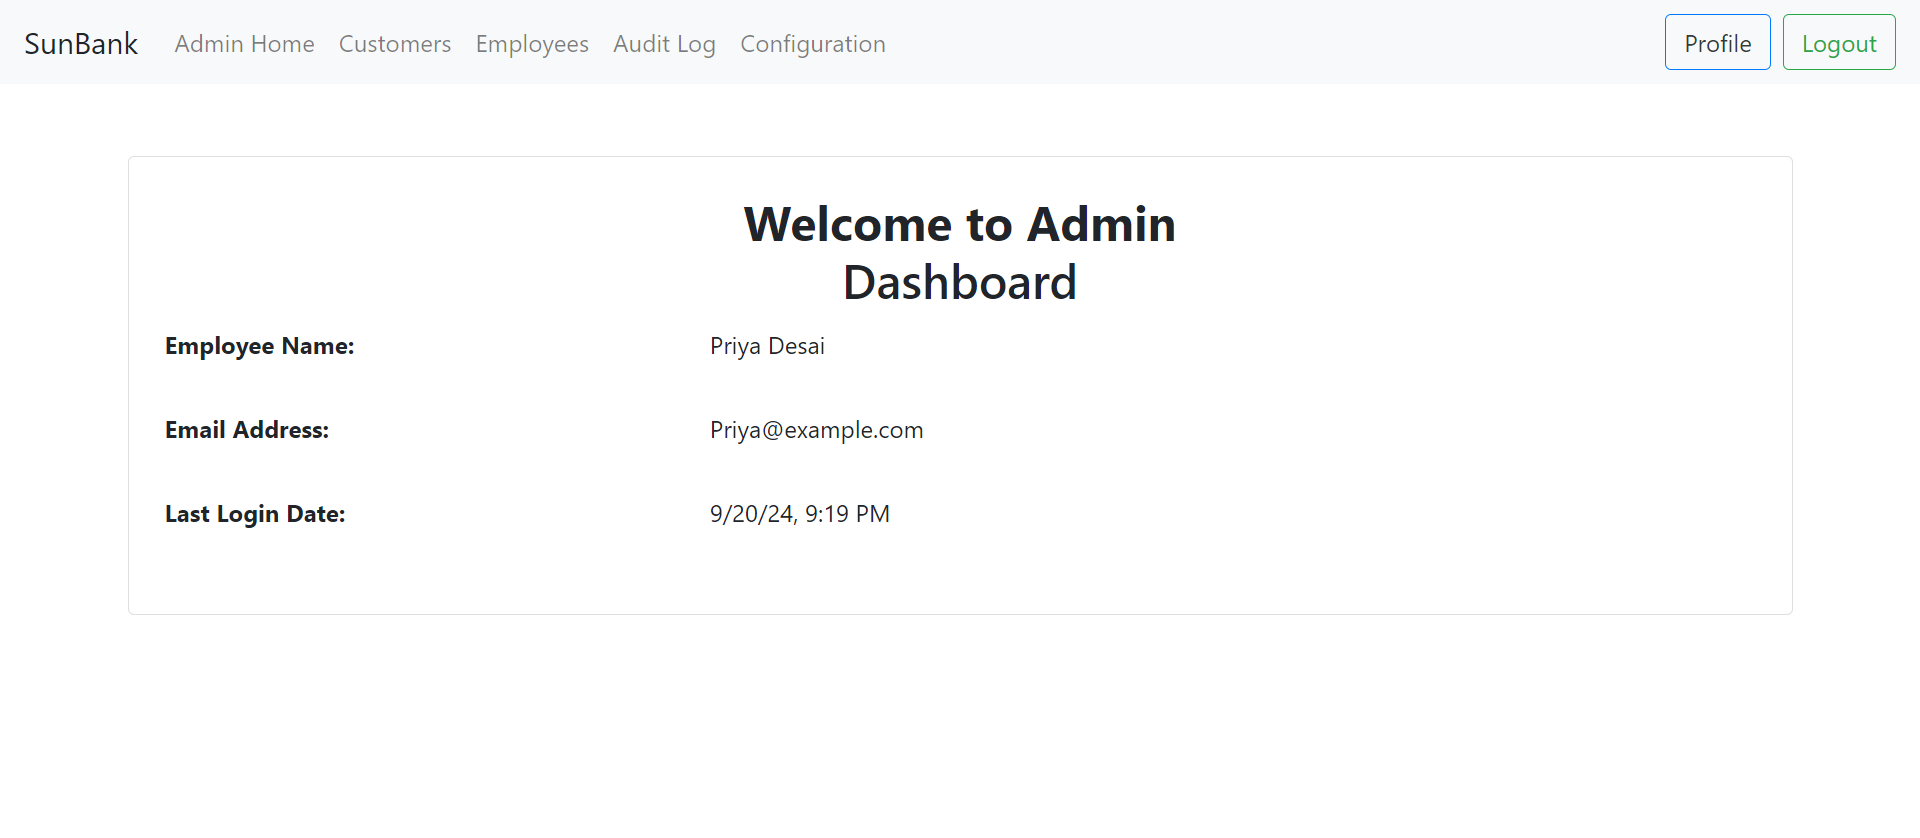 SunBank Admin Home Customers Employees Audit Log Configuration Profile Logout
Welcome to Admin
Dashboard
Employee Name: Priya Desai
Email Address: Priya@example.com
Last Login Date: 9/20/24, 9:19 PM